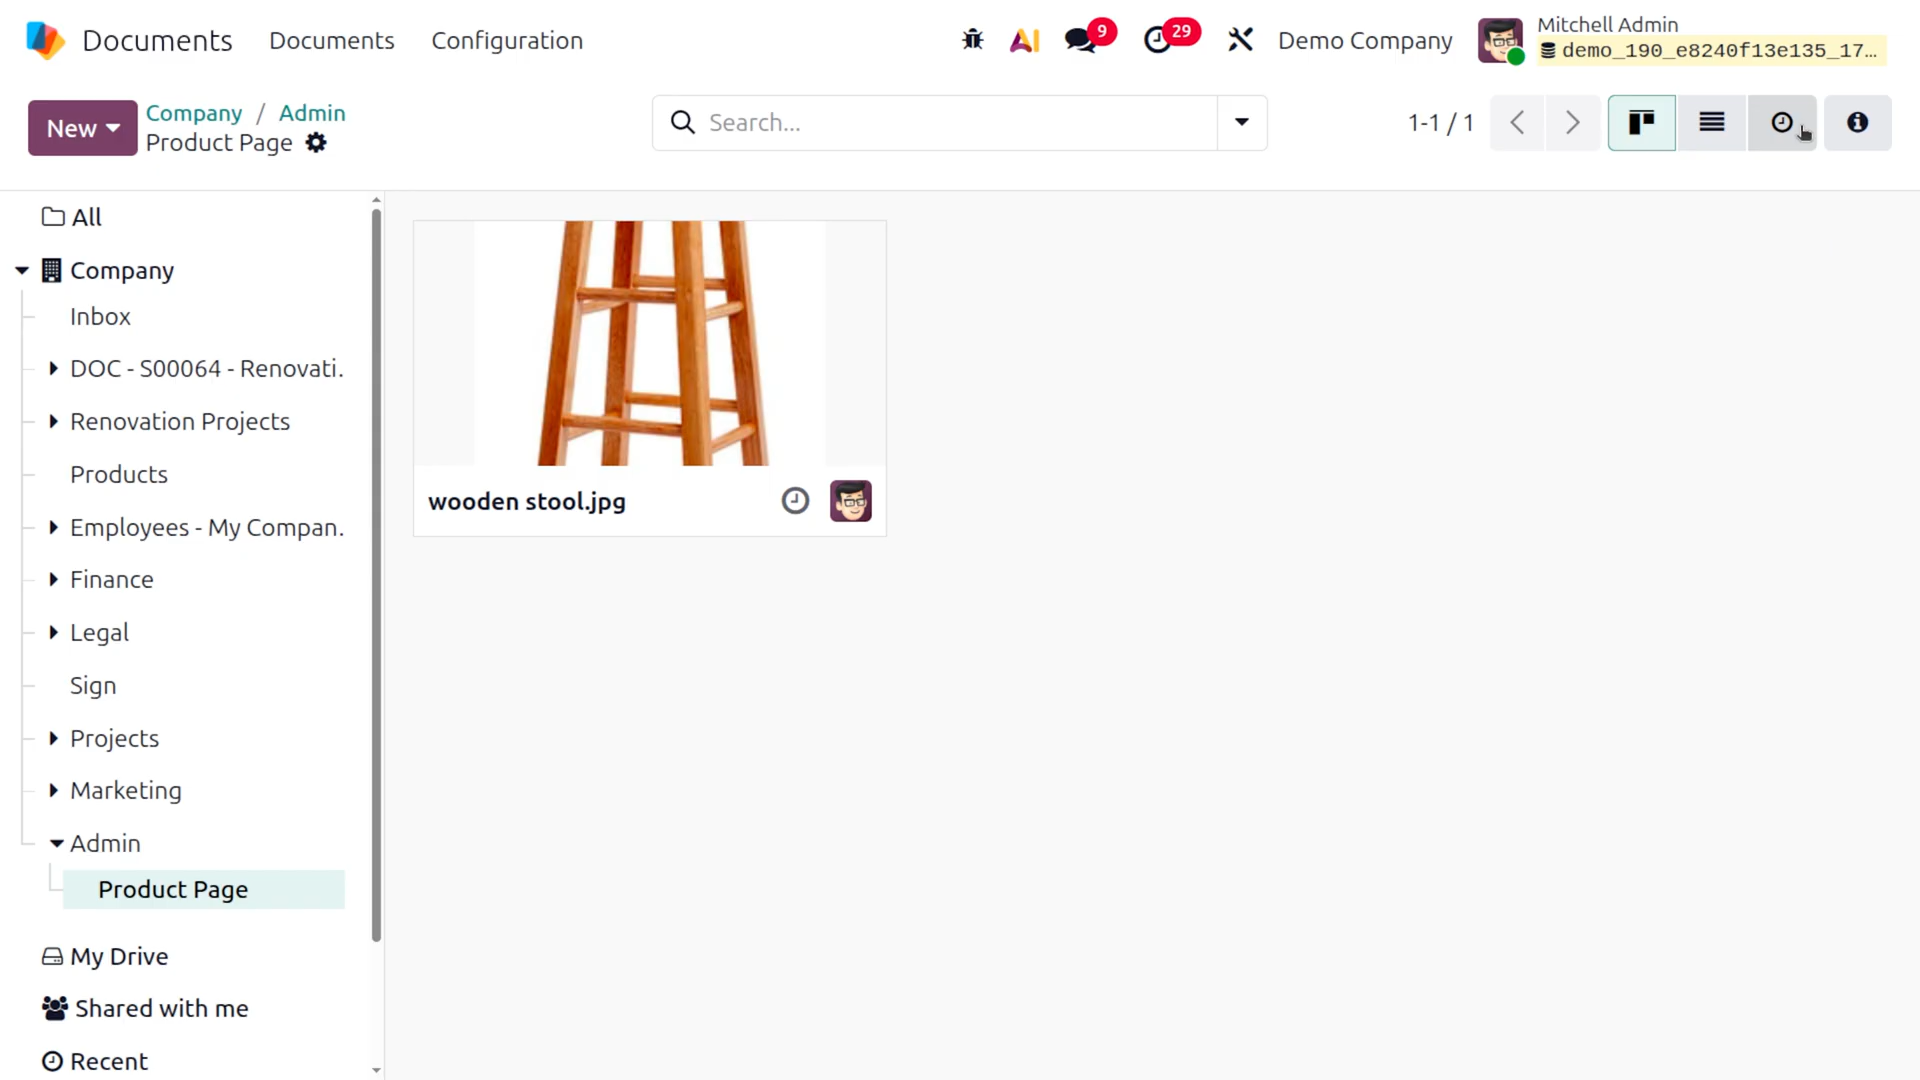 Documents Documents Configuration 9 29 Demo Company Mitchell Admin
demo_190_e8240f13e135_17...
New Company / Admin
Product Page
Search...
1-1 / 1
All
Company
Inbox
DOC - S00064 - Renovati.
Renovation Projects
Products
Employees - My Compan.
Finance
Legal
Sign
Projects
Marketing
Admin
Product Page
My Drive
Shared with me
Recent
wooden stool.jpg